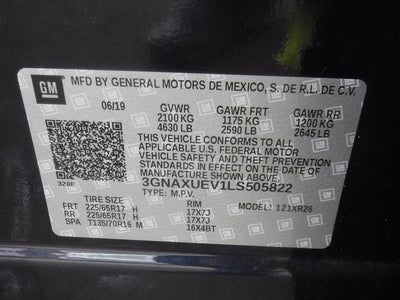 GM MFD BY GENERAL MOTORS DE MEXICO, S. DE R.L. DE C.V.
06/19 GVWR GAWR FRT GAWR RR
2100 KG 1175 KG 1200 KG
4630 LB 2590 LB 2645 LB
THIS VEHICLE CONFORMS TO ALL
APPLICABLE U.S. FEDERAL MOTOR
VEHICLE SAFETY, BUMPER, AND THEFT PREVENTION
STANDARDS IN EFFECT ON THE DATE OF
MANUFACTURE SHOWN ABOVE.
3GNAXUEV1LS505822
TYPE: M.P.V. MODEL: 1XR26
TIRE SIZE RIM
FRT 225/65R17 H 17X7J
RR 225/65R17 H 17X7J
SPA T135/70R16 M 16X4BT